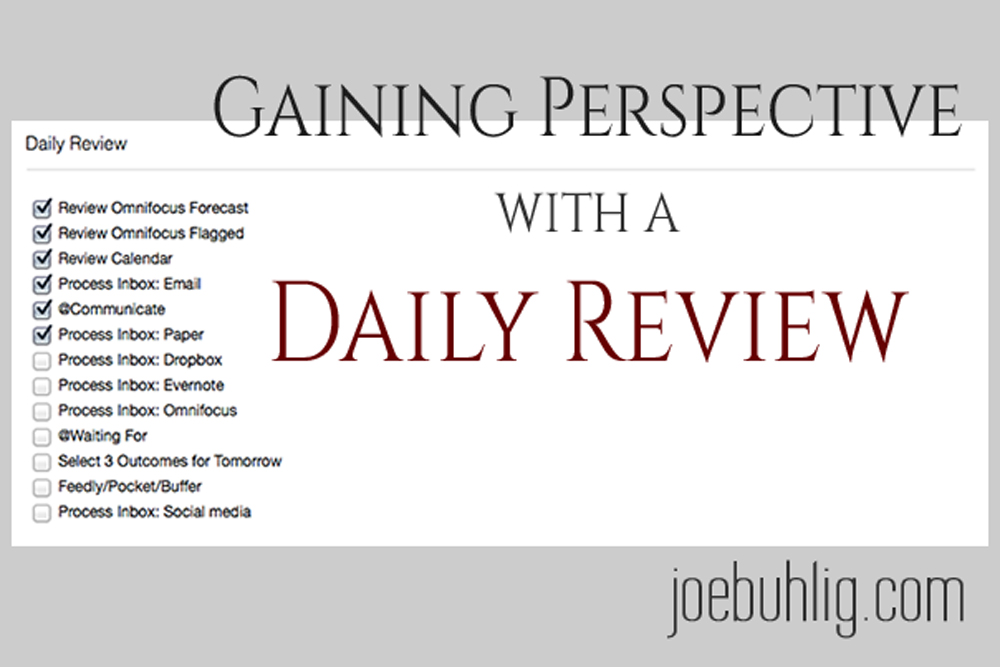 Gaining Perspective
with a
Daily Review
Daily Review
Review Omnifocus Forecast
Review Omnifocus Flagged
Review Calendar
Process Inbox: Email
@Communicate
Process Inbox: Paper
Process Inbox: Dropbox
Process Inbox: Evernote
Process Inbox: Omnifocus
@Waiting For
Select 3 Outcomes for Tomorrow
Feedly/Pocket/Buffer
Process Inbox: Social media
joebuhlig.com